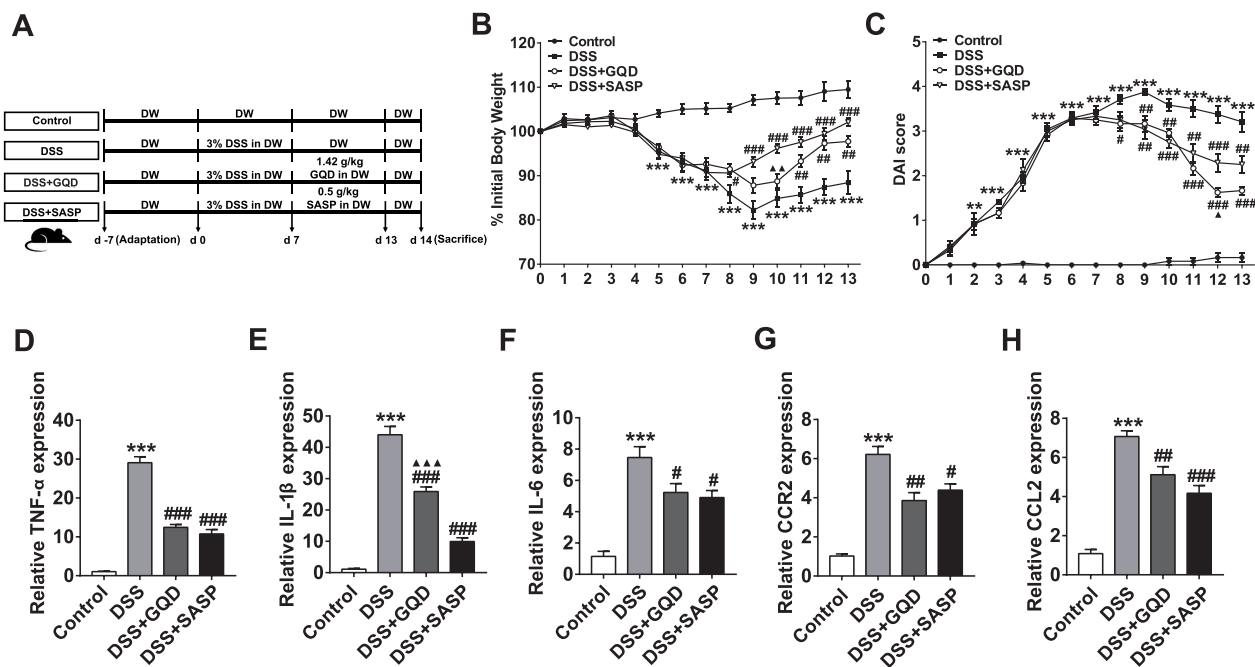 A
DW DW DW DW
Control
DW 3% DSS in DW DW DW
DSS
1.42 g/kg
DW 3% DSS in DW GQD in DW DW
DSS+GQD
0.5 g/kg
DW 3% DSS in DW SASP in DW DW
DSS+SASP
d -7 (Adaptation) d 0 d 7 d 13 d 14 (Sacrifice)
B
% Initial Body Weight
120
110
100
90
80
70
0 1 2 3 4 5 6 7 8 9 10 11 12 13
Control
DSS
DSS+GQD
DSS+SASP
### ### ### ### ###
# ▲▲ ## ## ##
*** *** *** *** *** *** *** *** ***
C
DAI score
5
4
3
2
1
0
0 1 2 3 4 5 6 7 8 9 10 11 12 13
Control
DSS
DSS+GQD
DSS+SASP
** *** *** *** *** *** *** *** *** *** *** ***
## ## ## ### ##
# ## ### ### ### ###
▲
D
Relative TNF-α expression
40
30
20
10
0
*** ### ###
Control DSS DSS+GQD DSS+SASP
E
Relative IL-1β expression
50
40
30
20
10
0
***
▲▲▲
### ###
Control DSS DSS+GQD DSS+SASP
F
Relative IL-6 expression
10
8
6
4
2
0
*** # #
Control DSS DSS+GQD DSS+SASP
G
Relative CCR2 expression
8
6
4
2
0
*** ## #
Control DSS DSS+GQD DSS+SASP
H
Relative CCL2 expression
8
6
4
2
0
*** ## ###
Control DSS DSS+GQD DSS+SASP